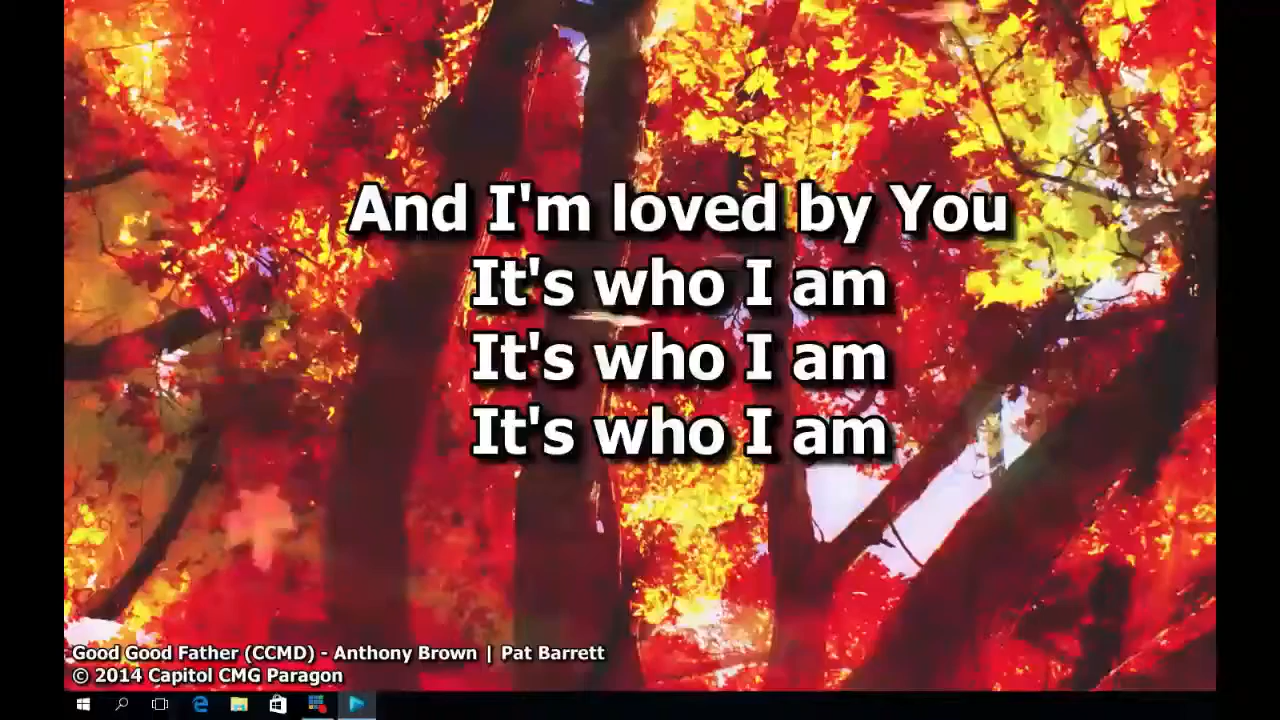 And I'm loved by You
It's who I am
It's who I am
It's who I am
Good Good Father (CCMD) - Anthony Brown | Pat Barrett
© 2014 Capitol CMG Paragon